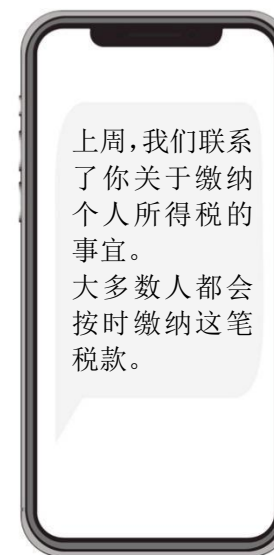 上周,我们联系
了你关于缴纳
个人所得税的
事宜。
大多数人都会
按时缴纳这笔
税款。